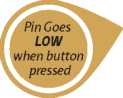 Pin Goes
LOW
when button
pressed